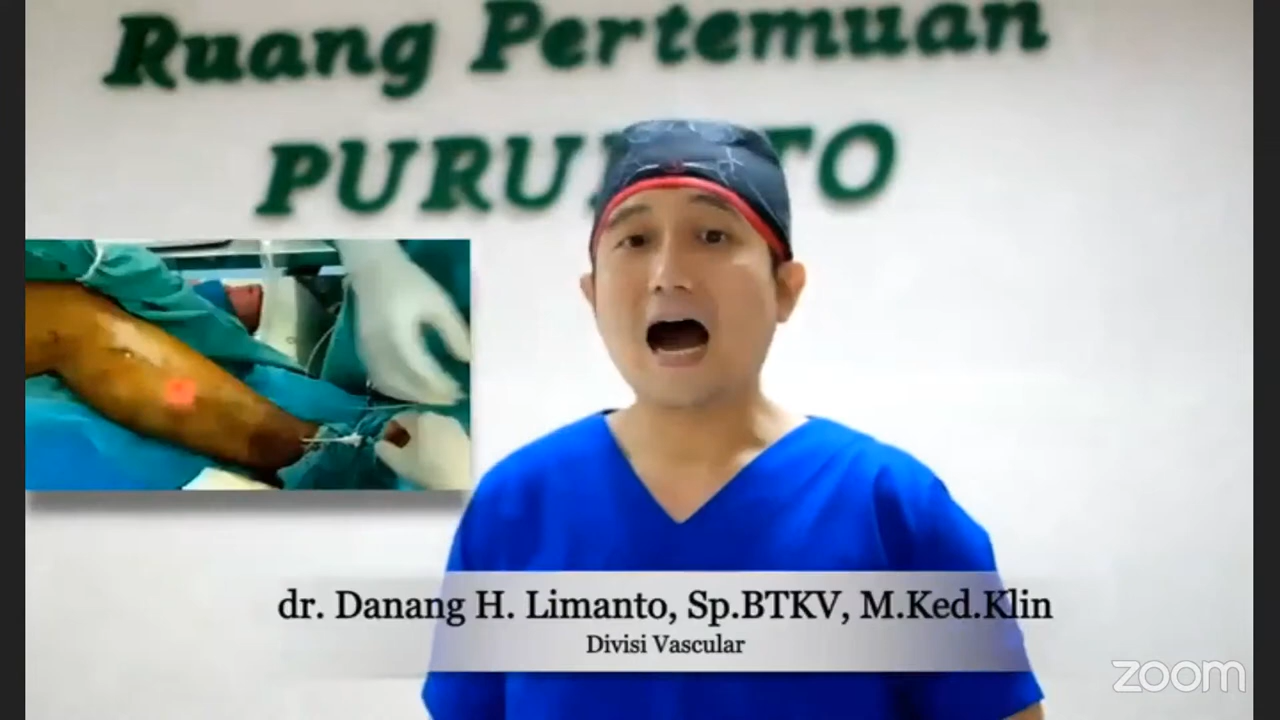 Ruang Pertemuan
dr. Danang H. Limanto, Sp.BTKV, M.Ked.Klin
Divisi Vascular
zoom